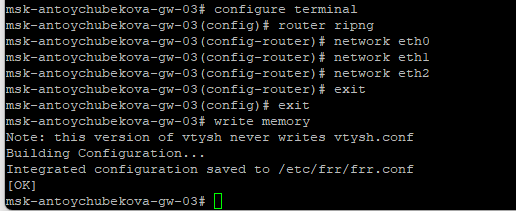 msk-antoychubekova-gw-03# configure terminal
msk-antoychubekova-gw-03(config)# router ripng
msk-antoychubekova-gw-03(config-router)# network eth0
msk-antoychubekova-gw-03(config-router)# network eth1
msk-antoychubekova-gw-03(config-router)# network eth2
msk-antoychubekova-gw-03(config-router)# exit
msk-antoychubekova-gw-03(config)# exit
msk-antoychubekova-gw-03# write memory
Note: this version of vtysh never writes vtysh.conf
Building Configuration...
Integrated configuration saved to /etc/frr/frr.conf
[OK]
msk-antoychubekova-gw-03#